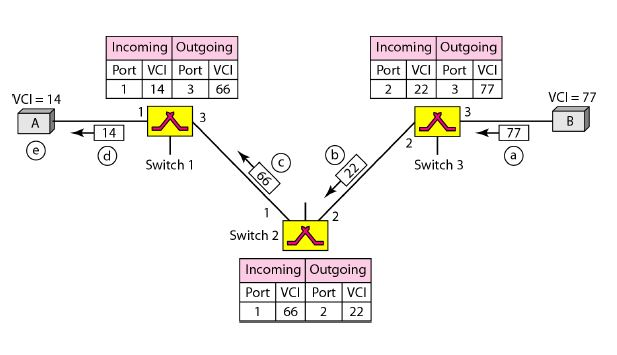 Incoming Outgoing
Port VCI Port VCI
1 14 3 66
Incoming Outgoing
Port VCI Port VCI
2 22 3 77
VCI = 14
A
e
14
d
1
3
Switch 1
66
c
b
22
VCI = 77
B
3
77
a
2
Switch 3
1
2
Switch 2
Incoming Outgoing
Port VCI Port VCI
1 66 2 22